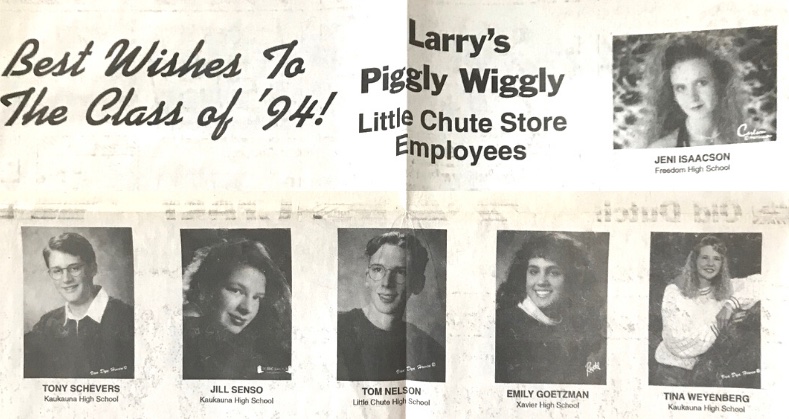 Best Wishes To
The Class of '94!
Larry's
Piggly Wiggly
Little Chute Store
Employees
JENI ISAACSON
Freedom High School
TONY SCHEVERS
Kaukauna High School
JILL SENSO
Kaukauna High School
TOM NELSON
Little Chute High School
EMILY GOETZMAN
Xavier High School
TINA WEYENBERG
Kaukauna High School